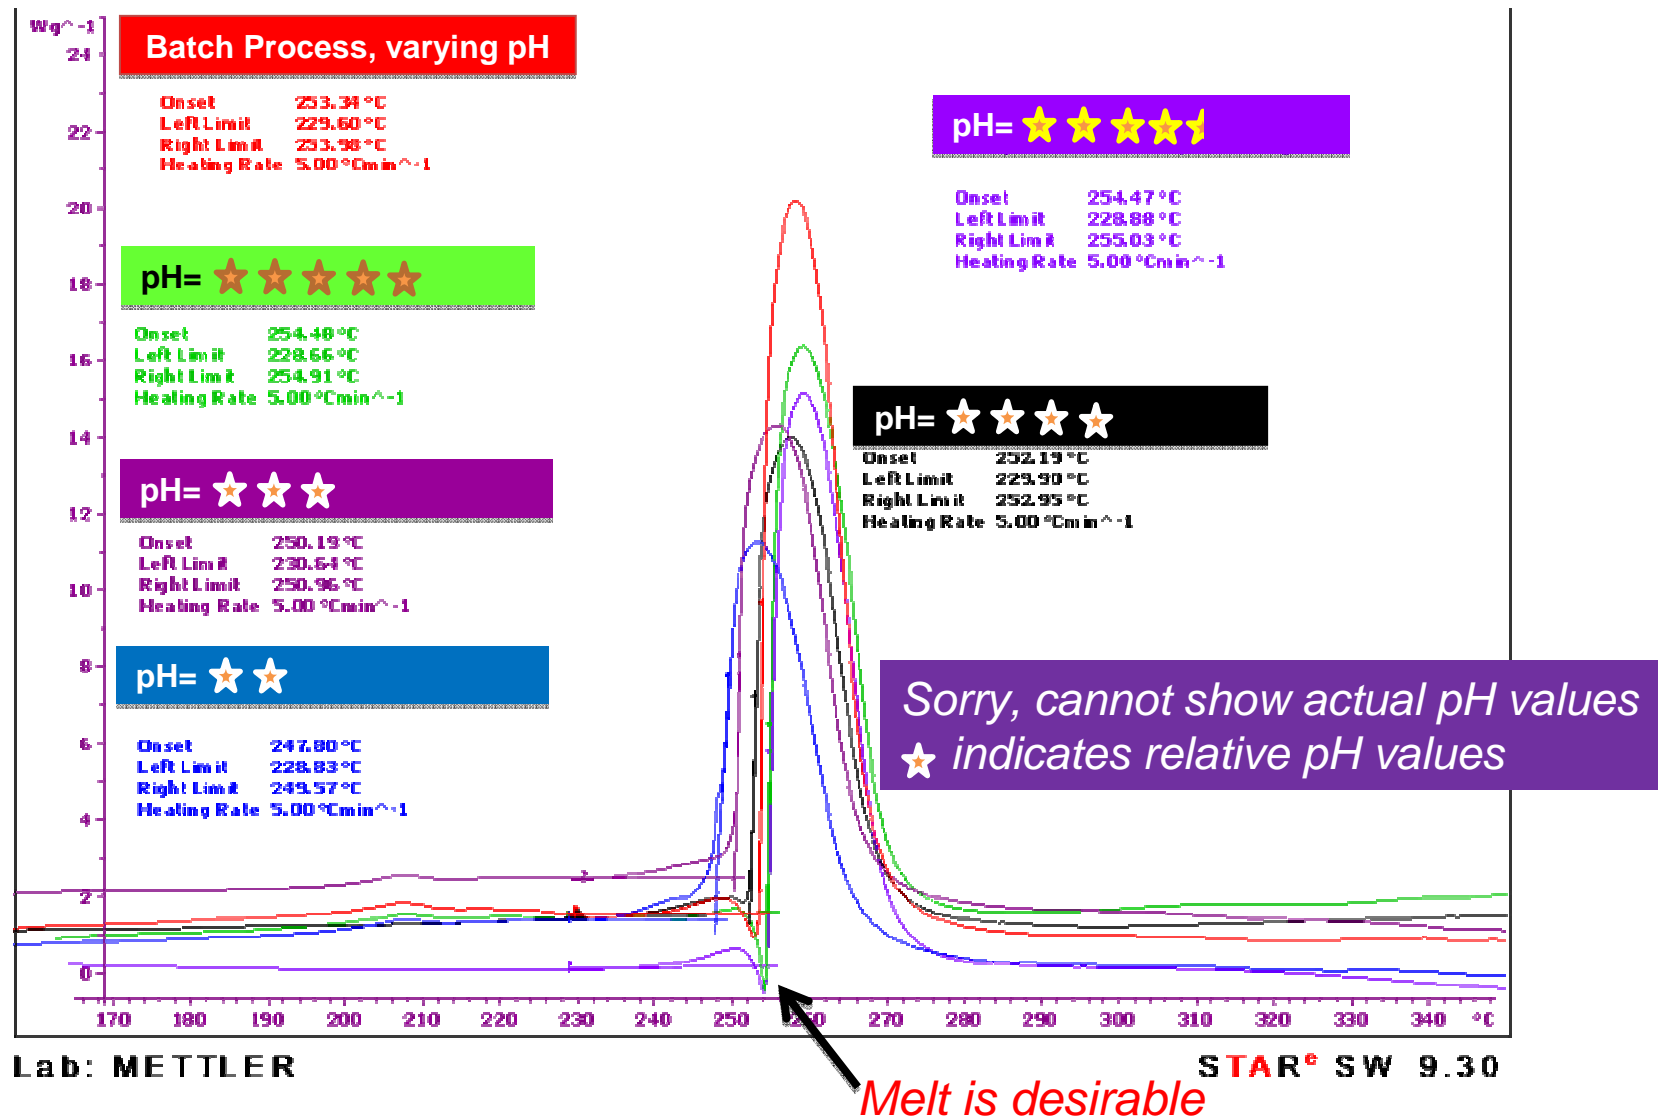 Wg^-1
24
22
20
18
16
14
12
10
8
6
4
2
0
Batch Process, varying pH
Onset 253.34 °C
Left Limit 229.60 °C
Right Limit 253.98 °C
Heating Rate 5.00 °Cmin^-1
pH=
Onset 254.47 °C
Left Limit 228.88 °C
Right Limit 255.03 °C
Heating Rate 5.00 °Cmin^-1
pH=
Onset 254.48 °C
Left Limit 228.66 °C
Right Limit 254.91 °C
Heating Rate 5.00 °Cmin^-1
pH=
Onset 252.19 °C
Left Limit 229.90 °C
Right Limit 252.95 °C
Heating Rate 5.00 °Cmin^-1
pH=
Onset 250.19 °C
Left Limit 230.64 °C
Right Limit 250.96 °C
Heating Rate 5.00 °Cmin^-1
pH=
Onset 247.80 °C
Left Limit 228.83 °C
Right Limit 249.57 °C
Heating Rate 5.00 °Cmin^-1
Sorry, cannot show actual pH values
indicates relative pH values
170 180 190 200 210 220 230 240 250 260 270 280 290 300 310 320 330 340 °C
Lab: METTLER
STARe SW 9.30
Melt is desirable